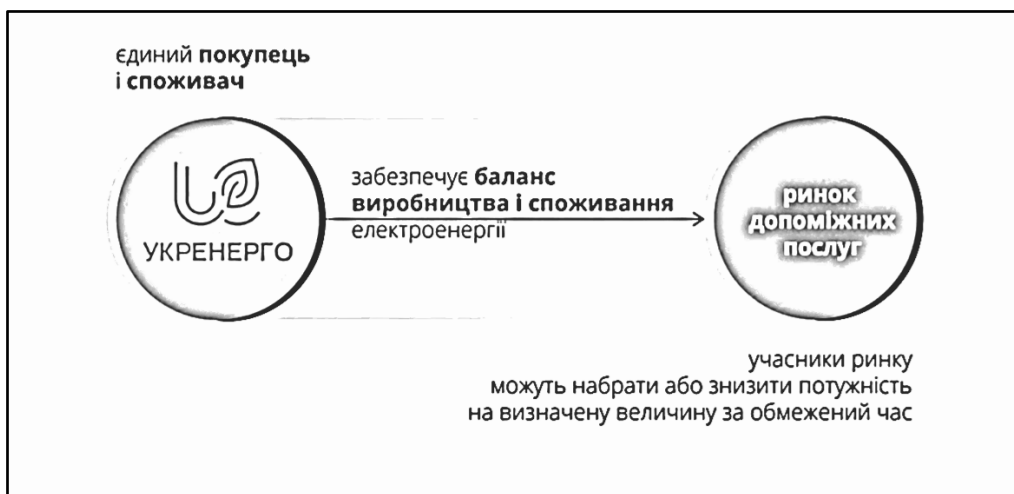 єдиний покупець
і споживач
УКРЕНЕРГО
забезпечує баланс
виробництва і споживання
електроенергії
ринок
допоміжних
послуг
учасники ринку
можуть набрати або знизити потужність
на визначену величину за обмежений час